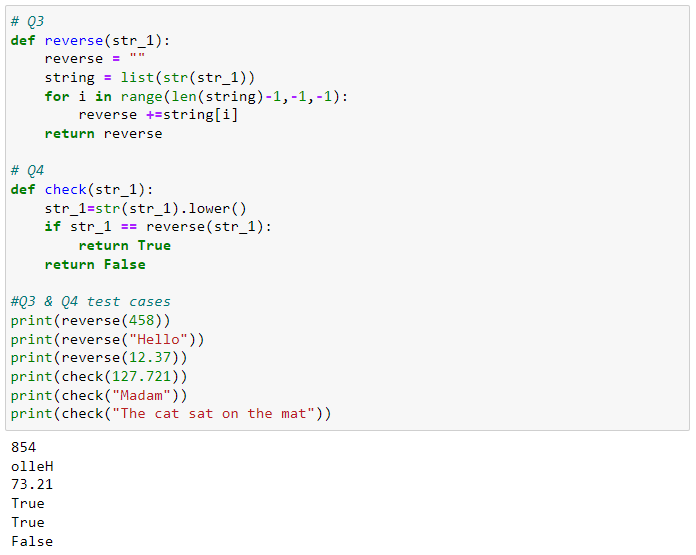 # Q3
def reverse(str_1):
    reverse = ""
    string = list(str(str_1))
    for i in range(len(string)-1,-1,-1):
        reverse +=string[i]
    return reverse

# Q4
def check(str_1):
    str_1=str(str_1).lower()
    if str_1 == reverse(str_1):
        return True
    return False

#Q3 & Q4 test cases
print(reverse(458))
print(reverse("Hello"))
print(reverse(12.37))
print(check(127.721))
print(check("Madam"))
print(check("The cat sat on the mat"))
854
olleH
73.21
True
True
False